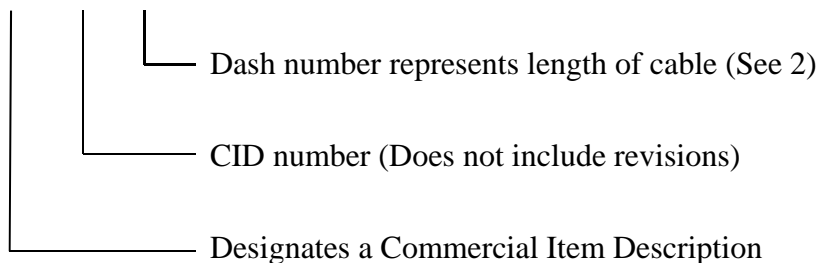 Dash number represents length of cable (See 2)
CID number (Does not include revisions)
Designates a Commercial Item Description